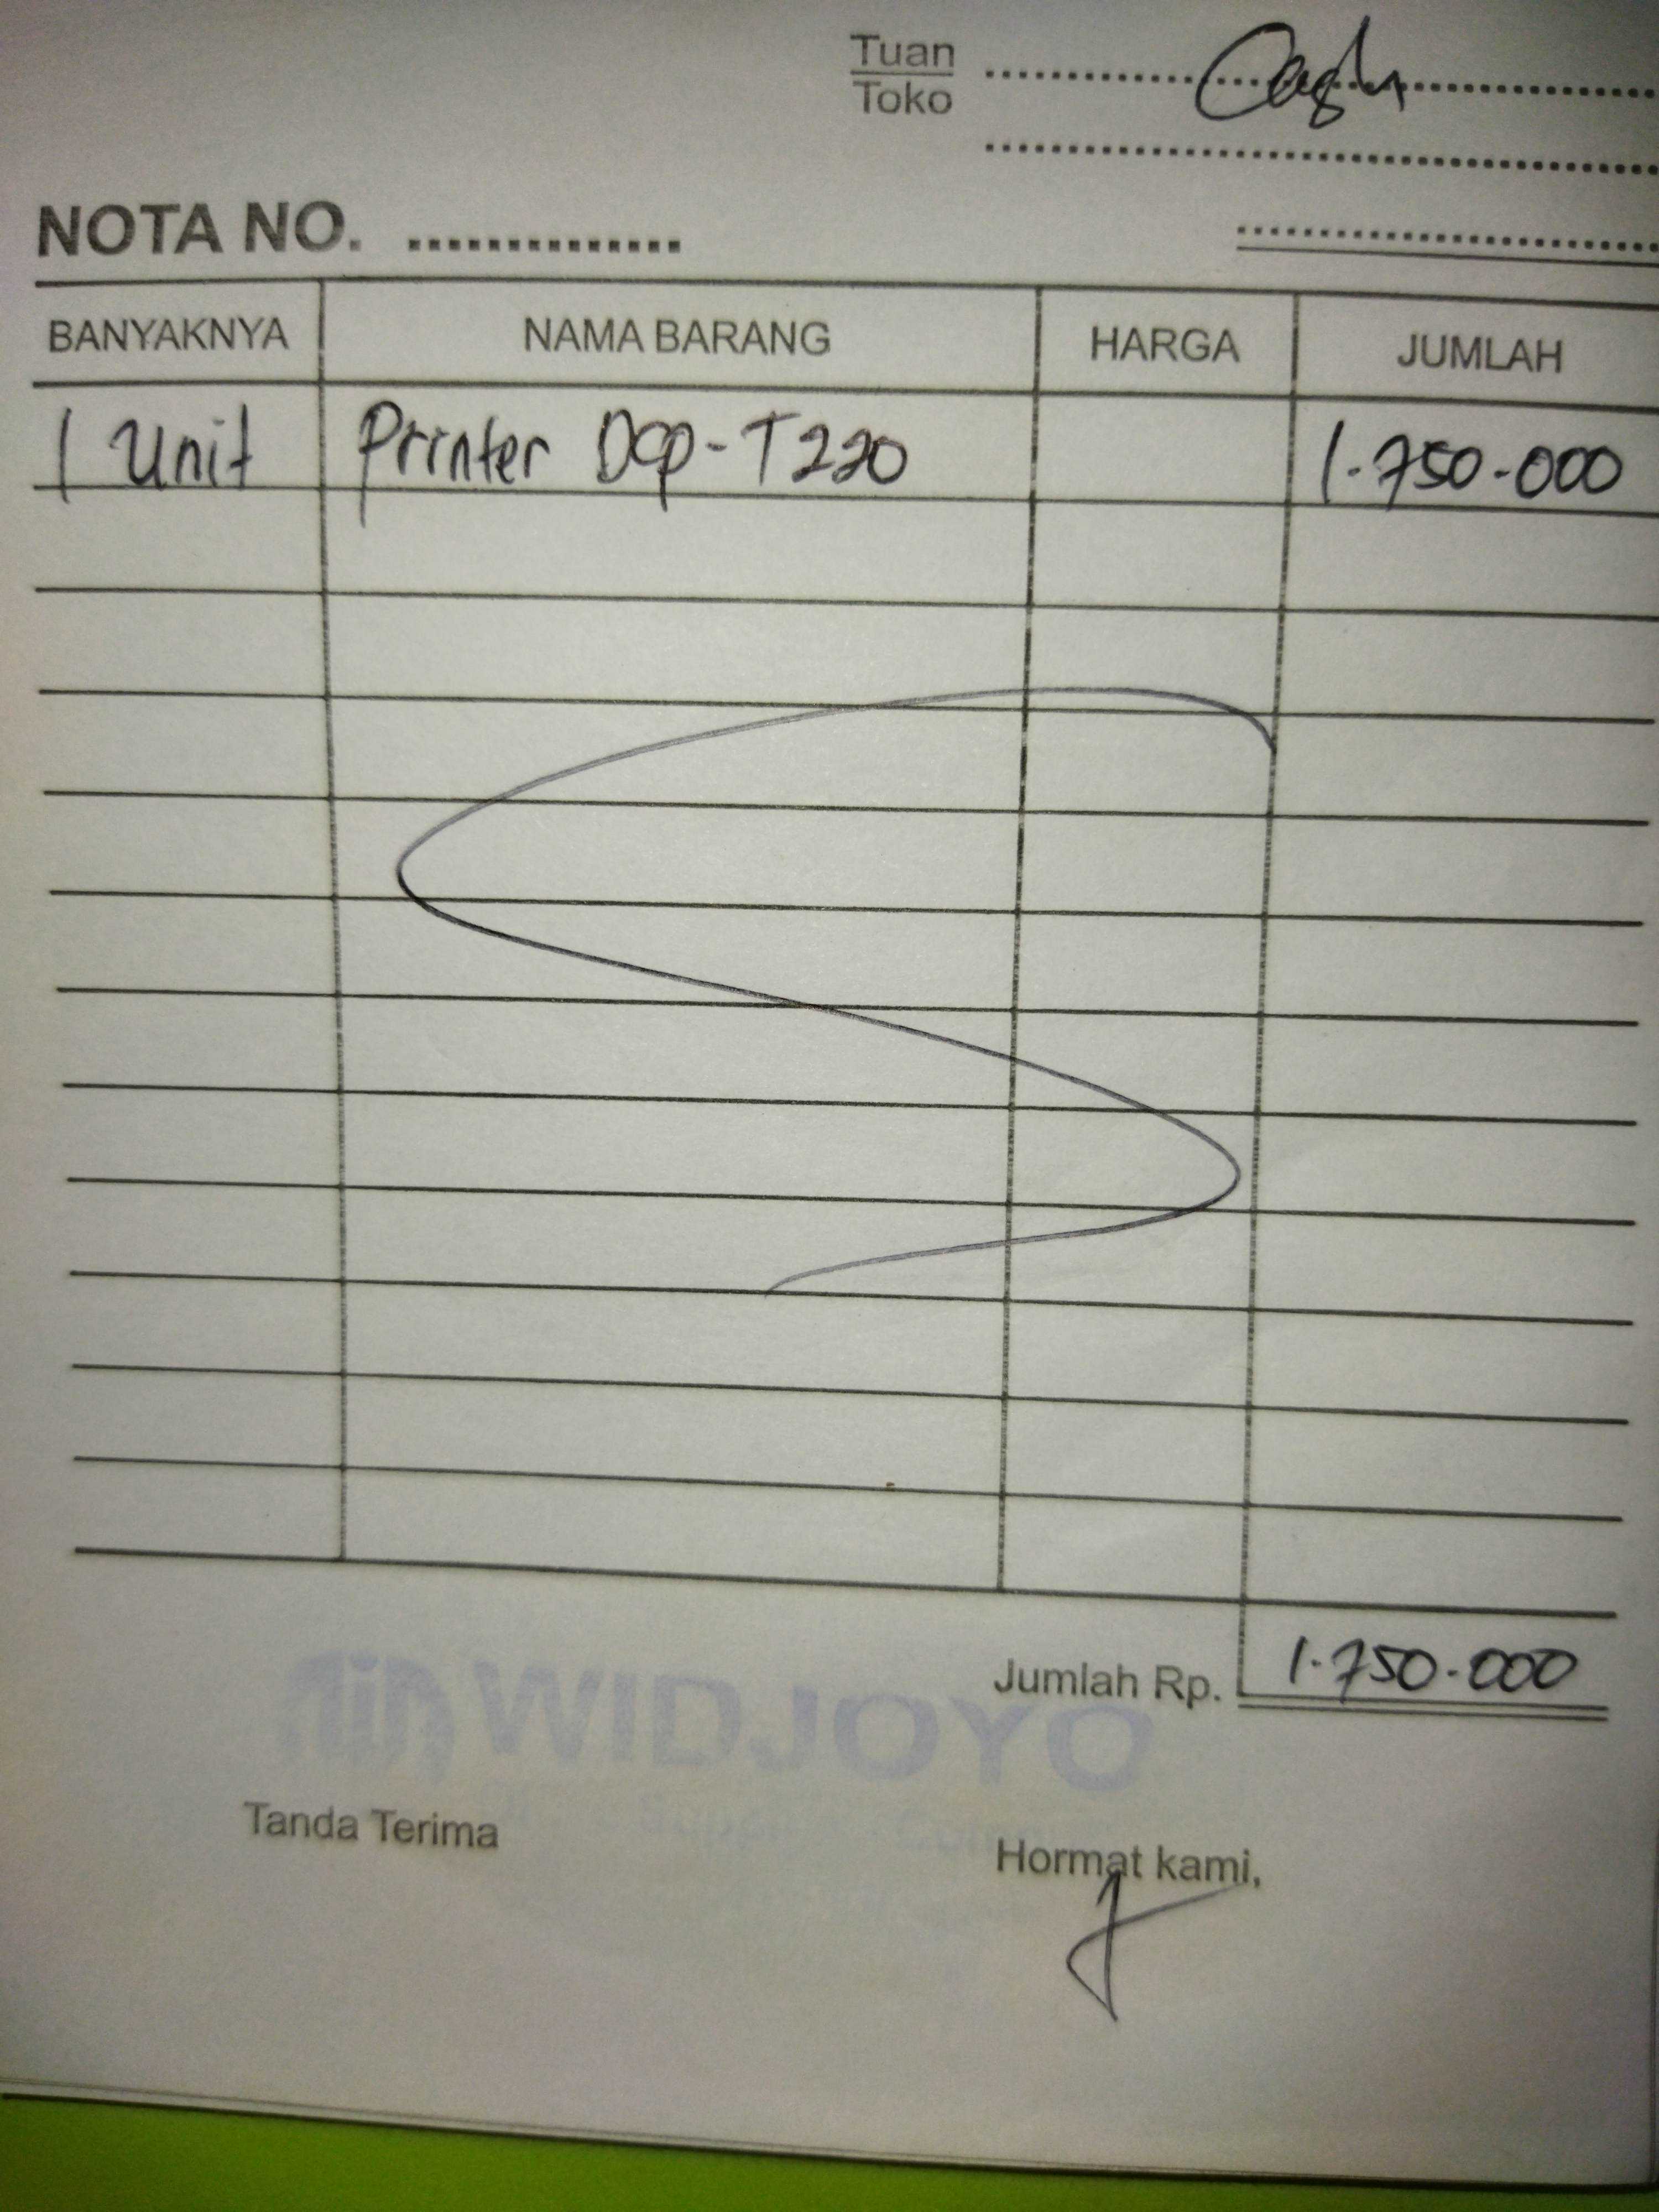 Tuan
Toko
Cash
NOTA NO.
BANYAKNYA NAMA BARANG HARGA JUMLAH
1 Unit Printer Dcp-T220 1.750.000
Jumlah Rp. 1.750.000
WIDJOYO
Tanda Terima
Hormat kami,